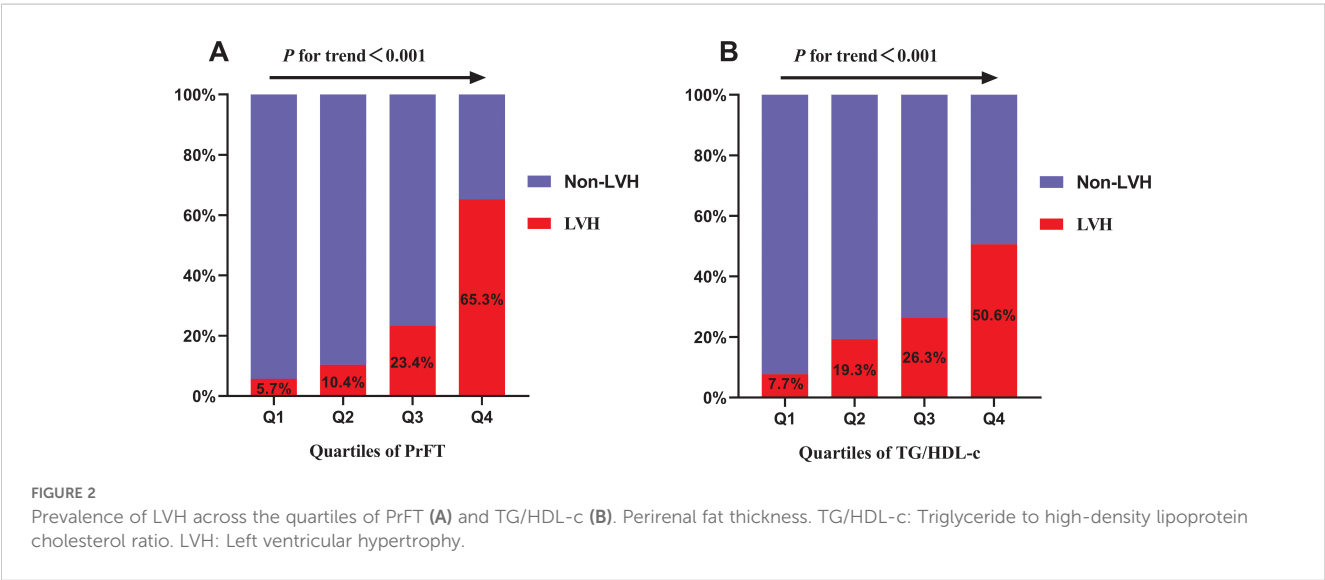 A
P for trend<0.001
100%
80%
60%
40%
20%
0%
5.7%
10.4%
23.4%
65.3%
Q1
Q2
Q3
Q4
Quartiles of PrFT
Non-LVH
LVH
B
P for trend<0.001
100%
80%
60%
40%
20%
0%
7.7%
19.3%
26.3%
50.6%
Q1
Q2
Q3
Q4
Quartiles of TG/HDL-c
Non-LVH
LVH
FIGURE 2
Prevalence of LVH across the quartiles of PrFT (A) and TG/HDL-c (B). Perirenal fat thickness. TG/HDL-c: Triglyceride to high-density lipoprotein
cholesterol ratio. LVH: Left ventricular hypertrophy.